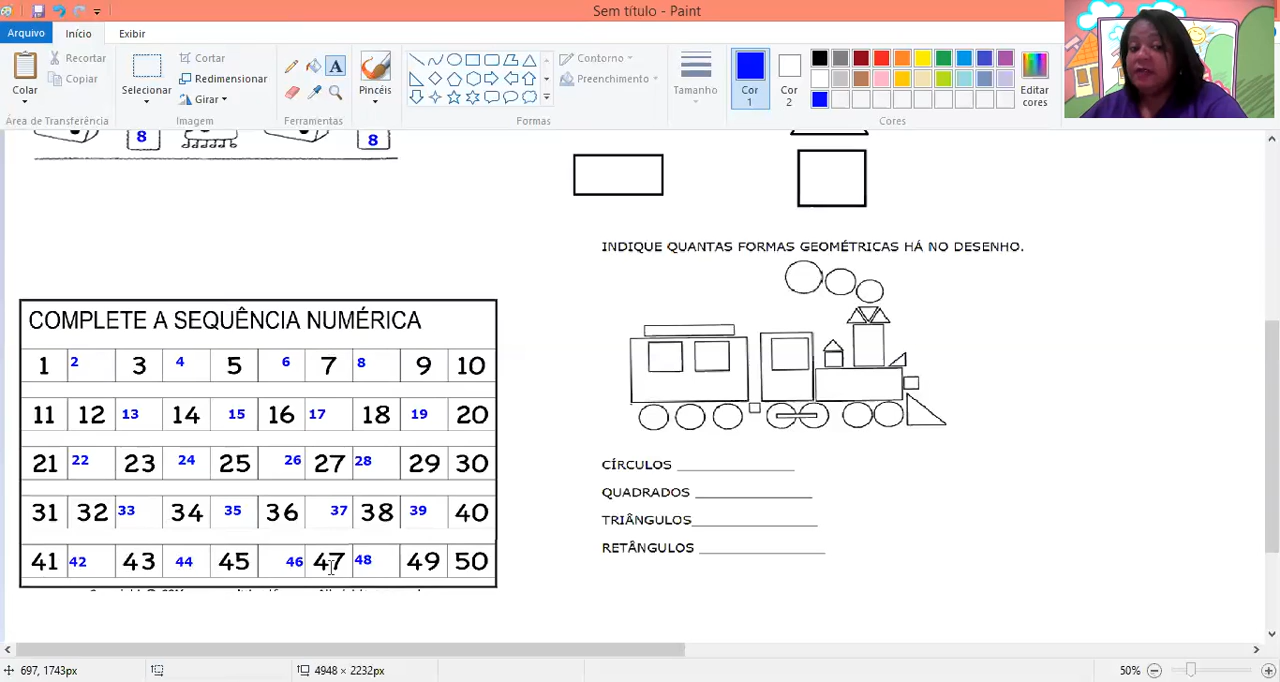 Sem título - Paint
Arquivo Início Exibir
Colar
Recortar
Copiar
Área de Transferência
Selecionar
Cortar
Redimensionar
Girar
Imagem
A
Ferramentas
Pincéis
Formas
Contorno
Preenchimento
Tamanho
Cor 1
Cor 2
Editar cores
Cores
8 8
COMPLETE A SEQUÊNCIA NUMÉRICA
1 2 3 4 5 6 7 8 9 10
11 12 13 14 15 16 17 18 19 20
21 22 23 24 25 26 27 28 29 30
31 32 33 34 35 36 37 38 39 40
41 42 43 44 45 46 47 48 49 50
INDIQUE QUANTAS FORMAS GEOMÉTRICAS HÁ NO DESENHO.
CÍRCULOS ______________
QUADRADOS ______________
TRIÂNGULOS______________
RETÂNGULOS ______________
697, 1743px
4948 × 2232px
50%